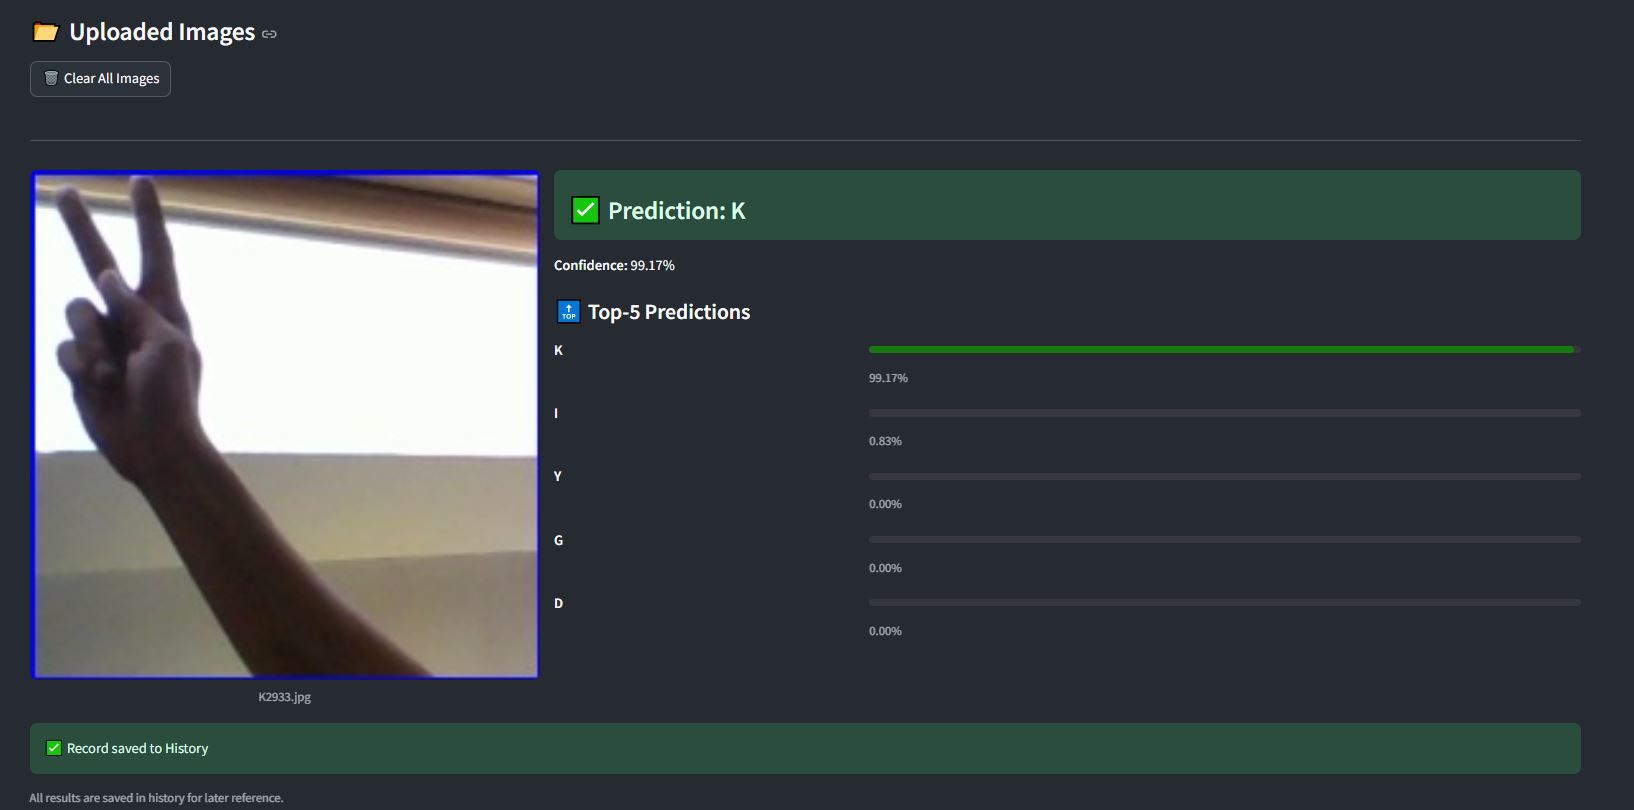 Uploaded Images
Clear All Images
Prediction: K
Confidence: 99.17%
TOP Top-5 Predictions
K
99.17%
I
0.83%
Y
0.00%
G
0.00%
D
0.00%
K2933.jpg
Record saved to History
All results are saved in history for later reference.